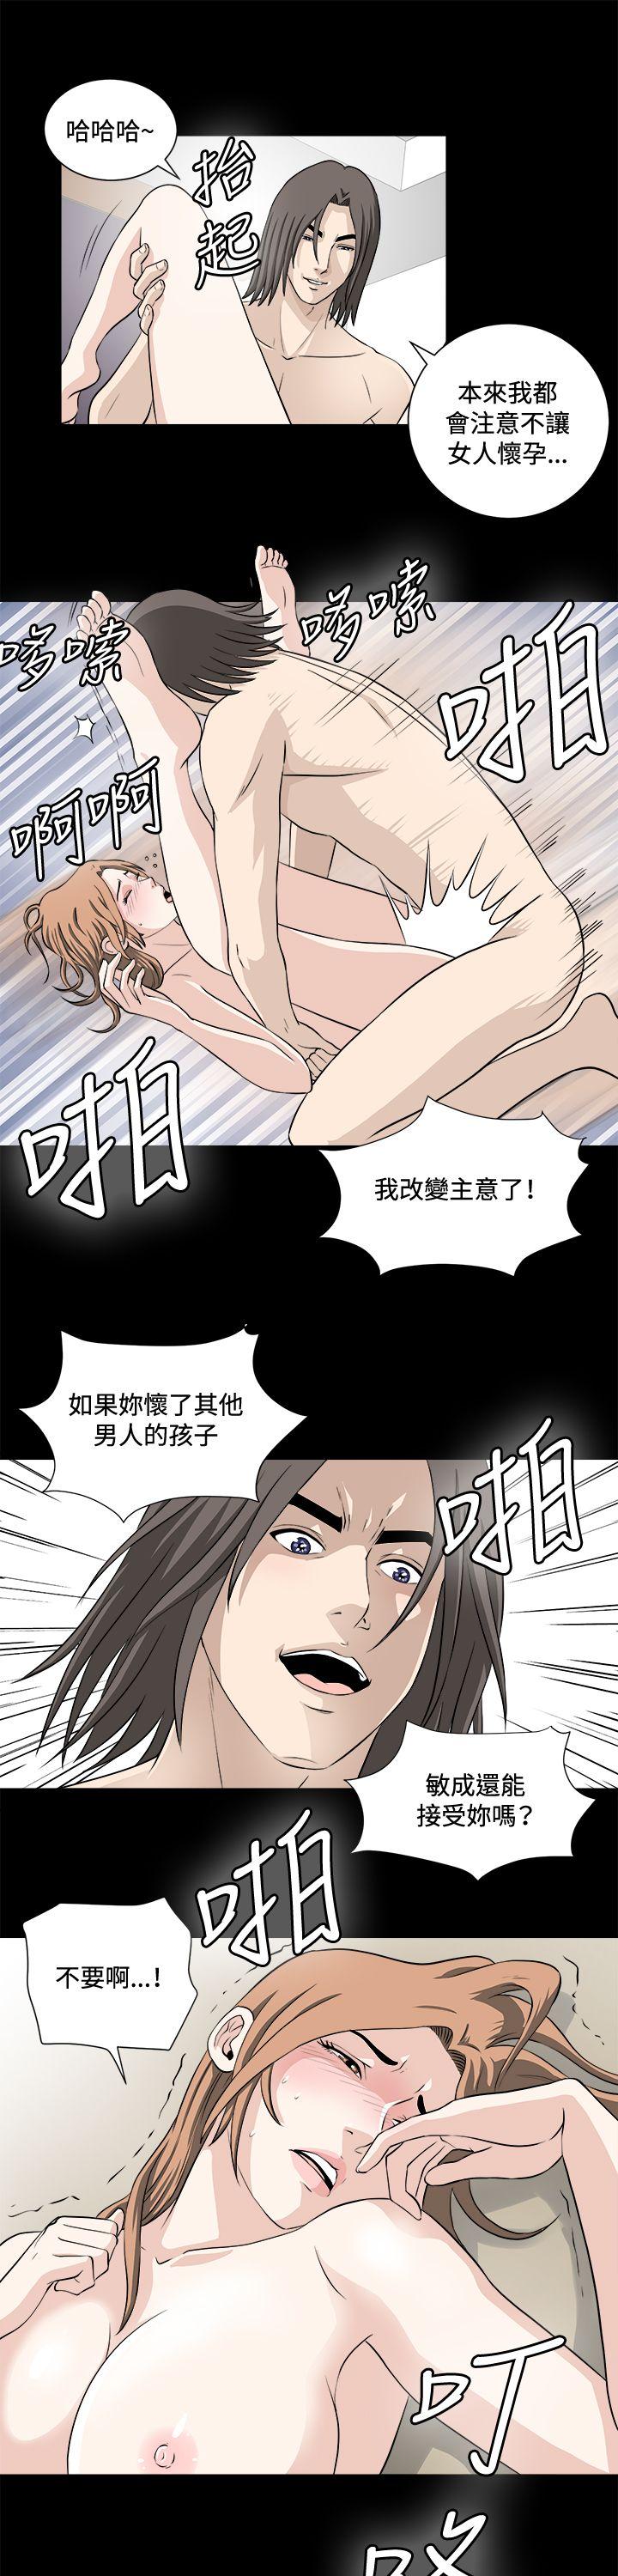 哈哈哈~
抬起
本來我都
會注意不讓
女人懷孕...
哆嗦
哆嗦
啪
啊啊
啪
我改變主意了!
如果妳懷了其他
男人的孩子
啪
敏成還能
接受妳嗎?
啪
不要啊...!
叮